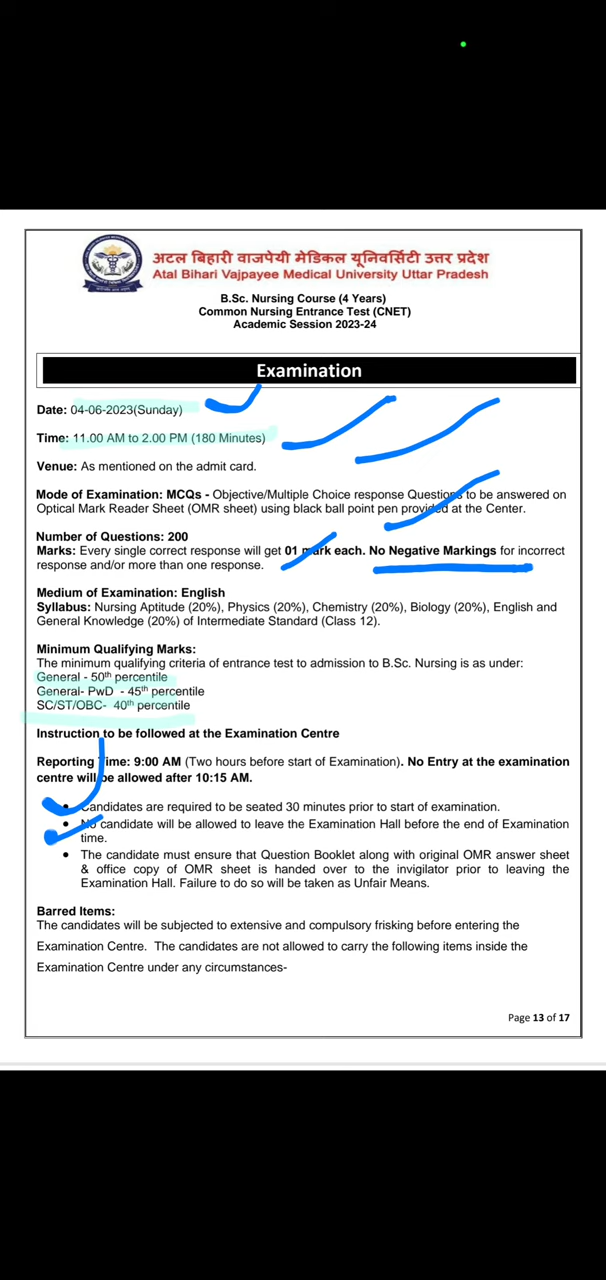 अटल बिहारी वाजपेयी मेडिकल यूनिवर्सिटी उत्तर प्रदेश
Atal Bihari Vajpayee Medical University Uttar Pradesh
B.Sc. Nursing Course (4 Years)
Common Nursing Entrance Test (CNET)
Academic Session 2023-24
Examination
Date: 04-06-2023(Sunday)
Time: 11.00 AM to 2.00 PM (180 Minutes)
Venue: As mentioned on the admit card.
Mode of Examination: MCQs - Objective/Multiple Choice response Questions to be answered on
Optical Mark Reader Sheet (OMR sheet) using black ball point pen provided at the Center.
Number of Questions: 200
Marks: Every single correct response will get 01 mark each. No Negative Markings for incorrect
response and/or more than one response.
Medium of Examination: English
Syllabus: Nursing Aptitude (20%), Physics (20%), Chemistry (20%), Biology (20%), English and
General Knowledge (20%) of Intermediate Standard (Class 12).
Minimum Qualifying Marks:
The minimum qualifying criteria of entrance test to admission to B.Sc. Nursing is as under:
General - 50th percentile
General- PwD - 45th percentile
SC/ST/OBC- 40th percentile
Instruction to be followed at the Examination Centre
Reporting Time: 9:00 AM (Two hours before start of Examination). No Entry at the examination
centre will be allowed after 10:15 AM.
• Candidates are required to be seated 30 minutes prior to start of examination.
• No candidate will be allowed to leave the Examination Hall before the end of Examination
time.
• The candidate must ensure that Question Booklet along with original OMR answer sheet
& office copy of OMR sheet is handed over to the invigilator prior to leaving the
Examination Hall. Failure to do so will be taken as Unfair Means.
Barred Items:
The candidates will be subjected to extensive and compulsory frisking before entering the
Examination Centre. The candidates are not allowed to carry the following items inside the
Examination Centre under any circumstances-
Page 13 of 17